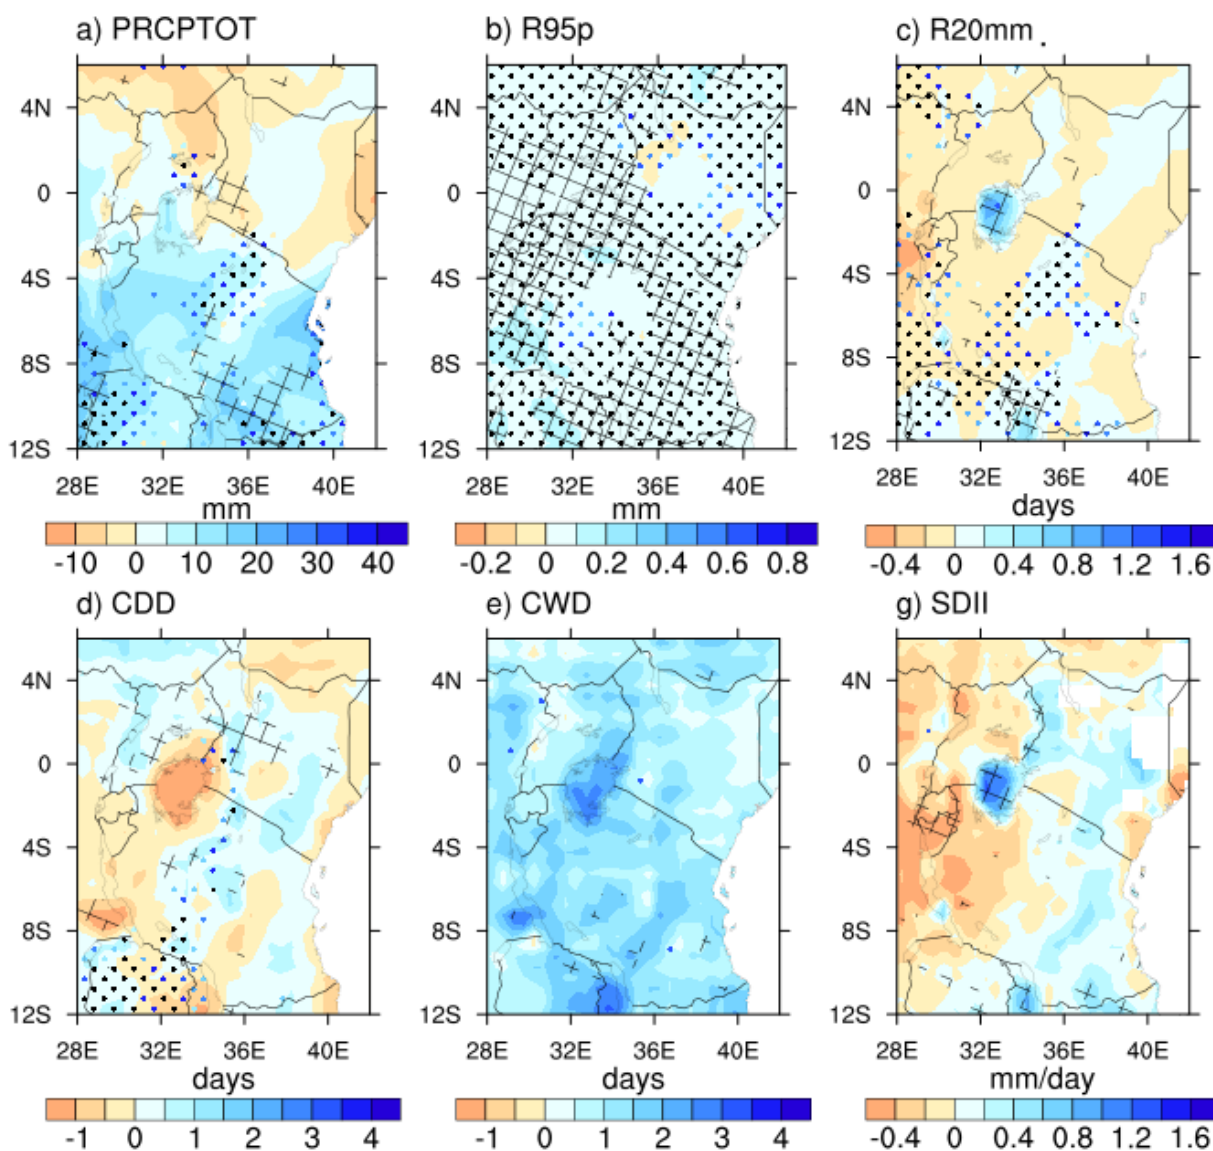 a) PRCPTOT
b) R95p
c) R20mm .
4N
0
4S
8S
12S
28E 32E 36E 40E
mm
-10 0 10 20 30 40
4N
0
4S
8S
12S
28E 32E 36E 40E
mm
-0.2 0 0.2 0.4 0.6 0.8
4N
0
4S
8S
12S
28E 32E 36E 40E
days
-0.4 0 0.4 0.8 1.2 1.6
d) CDD
e) CWD
g) SDII
4N
0
4S
8S
12S
28E 32E 36E 40E
days
-1 0 1 2 3 4
4N
0
4S
8S
12S
28E 32E 36E 40E
days
-1 0 1 2 3 4
4N
0
4S
8S
12S
28E 32E 36E 40E
mm/day
-0.4 0 0.4 0.8 1.2 1.6